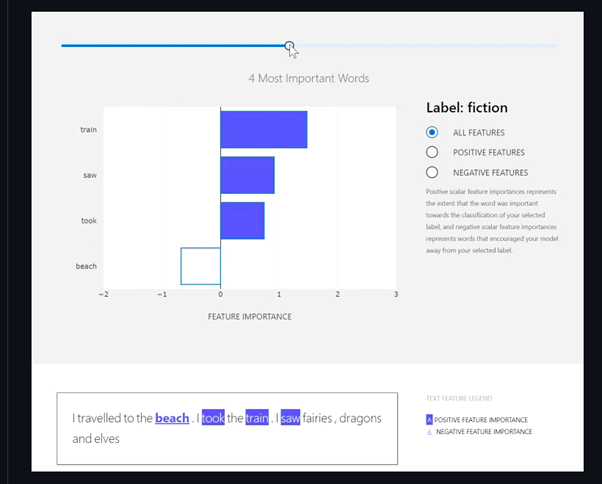 4 Most Important Words
train
saw
took
beach
−2 −1 0 1 2 3
FEATURE IMPORTANCE
Label: fiction
ALL FEATURES
POSITIVE FEATURES
NEGATIVE FEATURES
Positive scalar feature importances represents
the extent that the word was important
towards the classification of your selected
label, and negative scalar feature importances
represents words that encouraged your model
away from your selected label.
I travelled to the beach . I took the train . I saw fairies , dragons
and elves
TEXT FEATURE LEGEND
A POSITIVE FEATURE IMPORTANCE
A NEGATIVE FEATURE IMPORTANCE